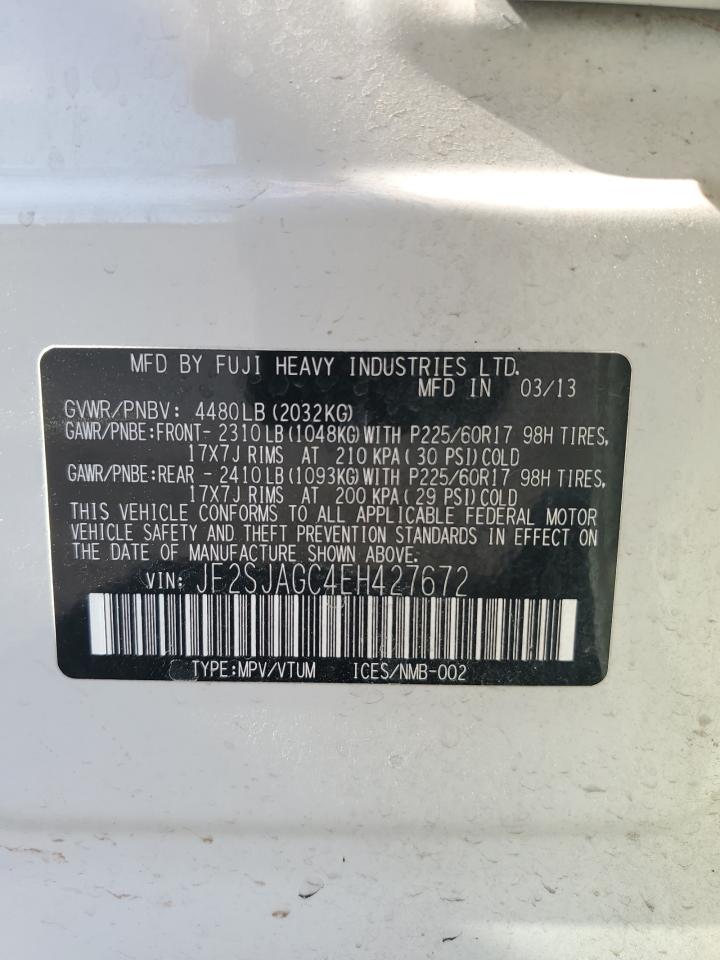 MFD BY FUJI HEAVY INDUSTRIES LTD.
MFD IN 03/13
GVWR/PNBV: 4480LB(2032KG)
GAWR/PNBE:FRONT- 2310LB(1048KG)WITH P225/60R17 98H TIRES,
17X7J RIMS AT 210 KPA( 30 PSI)COLD
GAWR/PNBE:REAR - 2410LB(1093KG)WITH P225/60R17 98H TIRES,
17X7J RIMS AT 200 KPA( 29 PSI)COLD
THIS VEHICLE CONFORMS TO ALL APPLICABLE FEDERAL MOTOR
VEHICLE SAFETY AND THEFT PREVENTION STANDARDS IN EFFECT ON
THE DATE OF MANUFACTURE SHOWN ABOVE.
VIN: JF2SJAGC4EH427672
TYPE:MPV/VTUM ICES/NMB-002